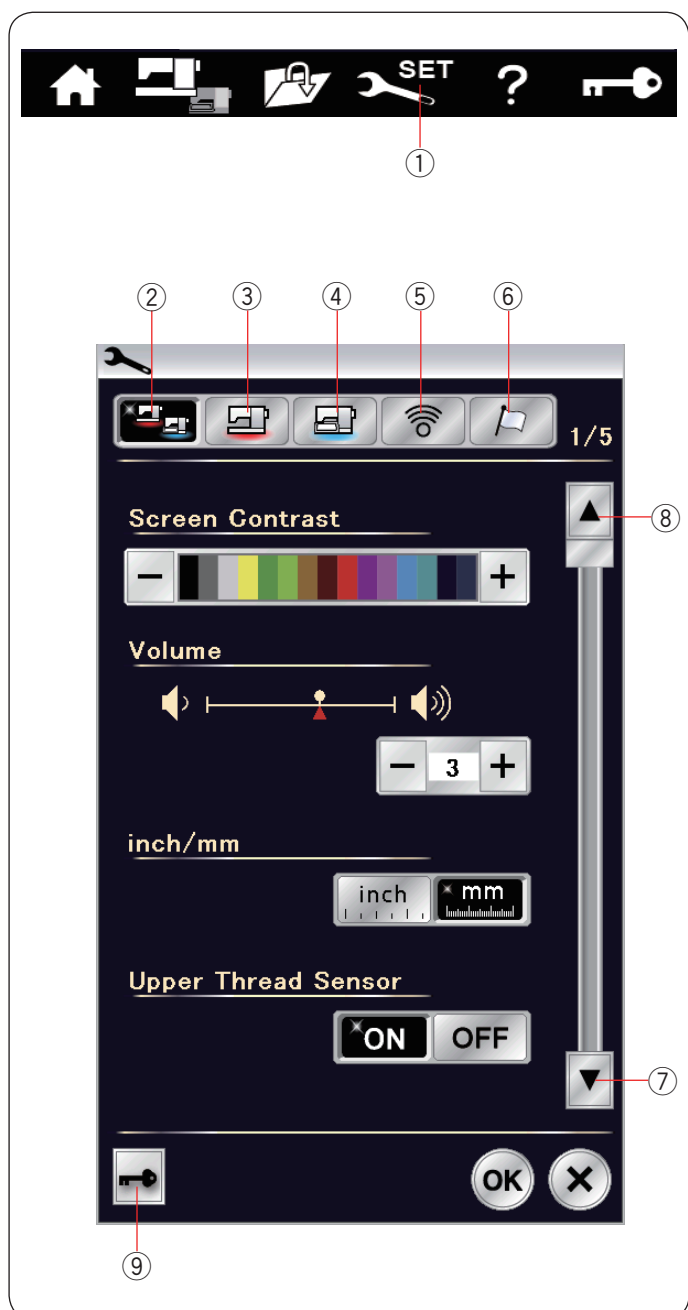 SET ?
①
② ③ ④ ⑤ ⑥
1/5
Screen Contrast
⑧
− +
Volume
− 3 +
inch/mm
inch mm
Upper Thread Sensor
ON OFF
⑦
OK
⑨